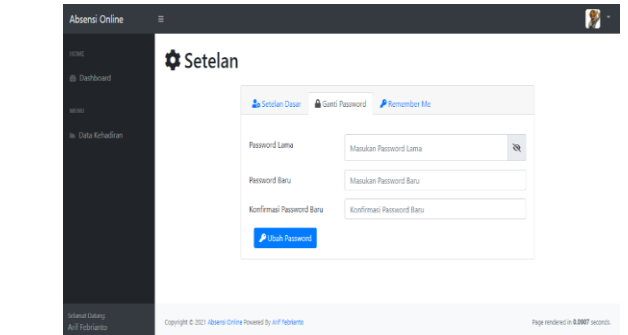 Absensi Online
HOME
Dashboard
MENU
Data Kehadiran
Setelan
Setelan Dasar Ganti Password Remember Me
Password Lama Masukan Password Lama
Password Baru Masukan Password Baru
Konfirmasi Password Baru Konfirmasi Password Baru
Ubah Password
Selamat Datang:
Arif Febrianto
Copyright © 2021 Absensi Online Powered By Arif Febrianto
Page rendered in 0.0907 seconds.